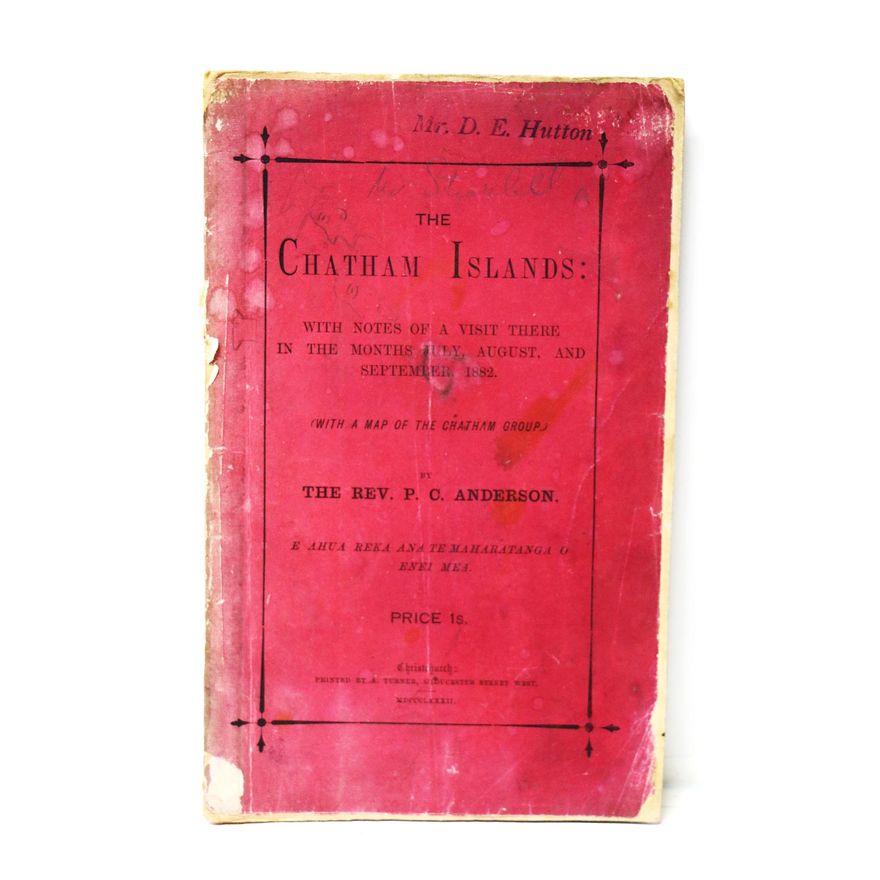 Mr. D. E. Hutton
THE
CHATHAM ISLANDS:
WITH NOTES OF A VISIT THERE
IN THE MONTHS JULY, AUGUST, AND
SEPTEMBER, 1882.
(WITH A MAP OF THE CHATHAM GROUP.)
BY
THE REV. P. C. ANDERSON.
E AHUA REKA ANA TE MAHARATANGA O
ENEI MEA.
PRICE 1s.
Christchurch:
PRINTED BY A. TURNER, GLOUCESTER STREET WEST.
MDCCCLXXXII.